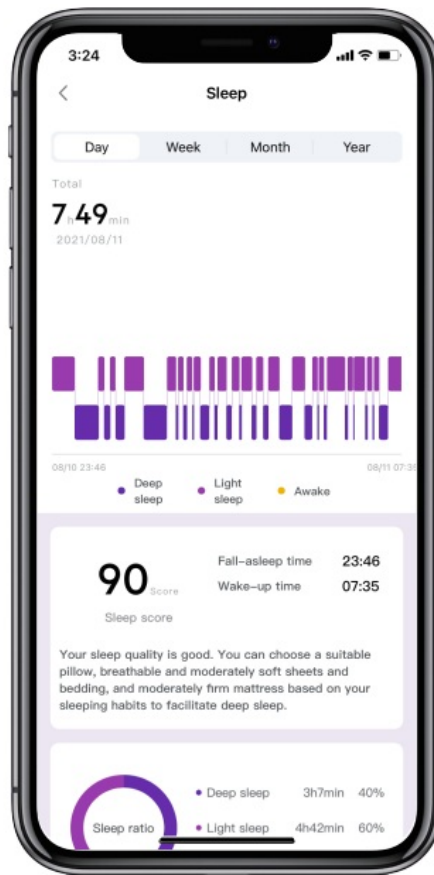 3:24
Sleep
Day Week Month Year
Total
7h49min
2021/08/11
08/10 23:46 08/11 07:35
Deep sleep Light sleep Awake
90Score
Sleep score
Fall-asleep time 23:46
Wake-up time 07:35
Your sleep quality is good. You can choose a suitable
pillow, breathable and moderately soft sheets and
bedding, and moderately firm mattress based on your
sleeping habits to facilitate deep sleep.
Sleep ratio
Deep sleep 3h7min 40%
Light sleep 4h42min 60%